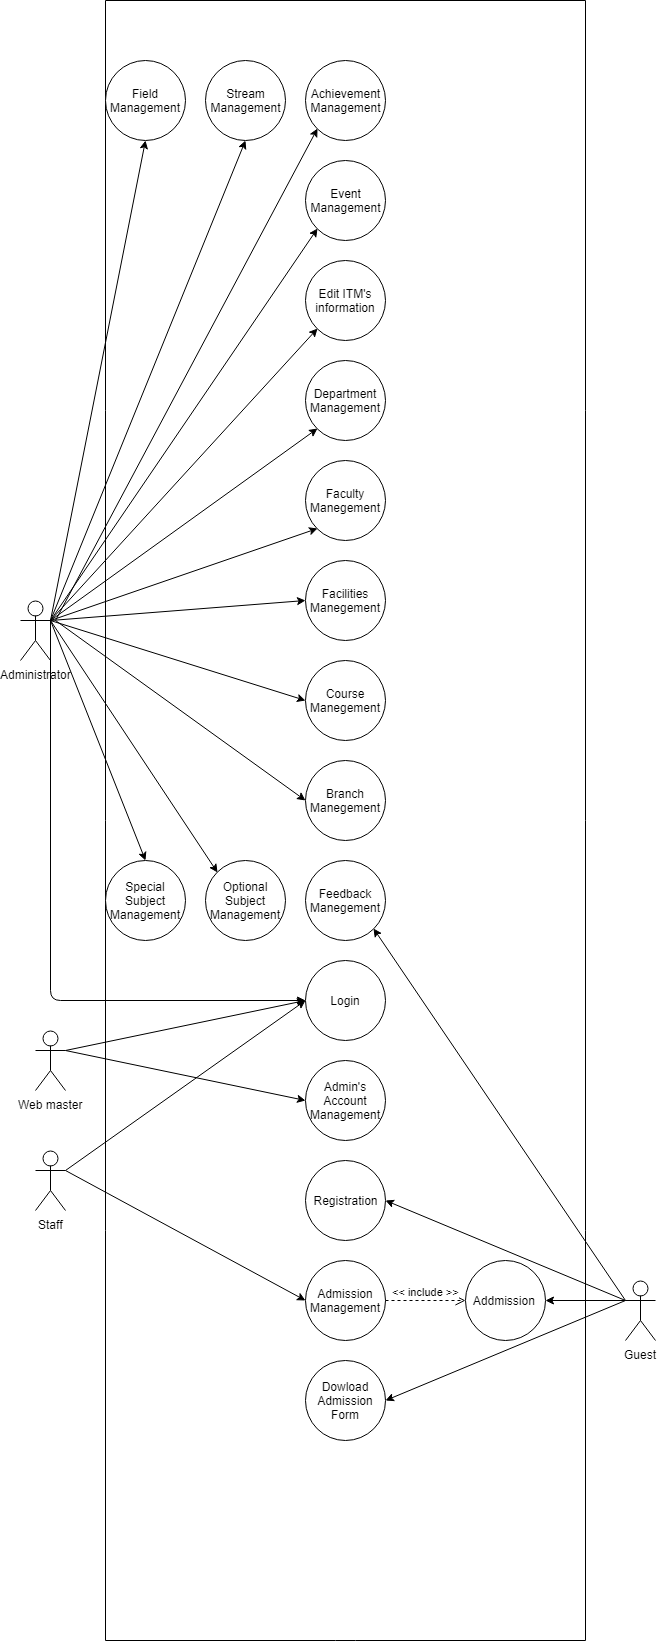 Field
Management
Stream
Management
Achievement
Management
Event
Management
Edit ITM's
information
Department
Management
Faculty
Manegement
Facilities
Manegement
Administrator
Course
Manegement
Branch
Manegement
Special
Subject
Management
Optional
Subject
Management
Feedback
Management
Login
Web master
Admin's
Account
Management
Registration
Staff
Admission
Management
<< include >>
Addmission
Guest
Dowload
Admission
Form